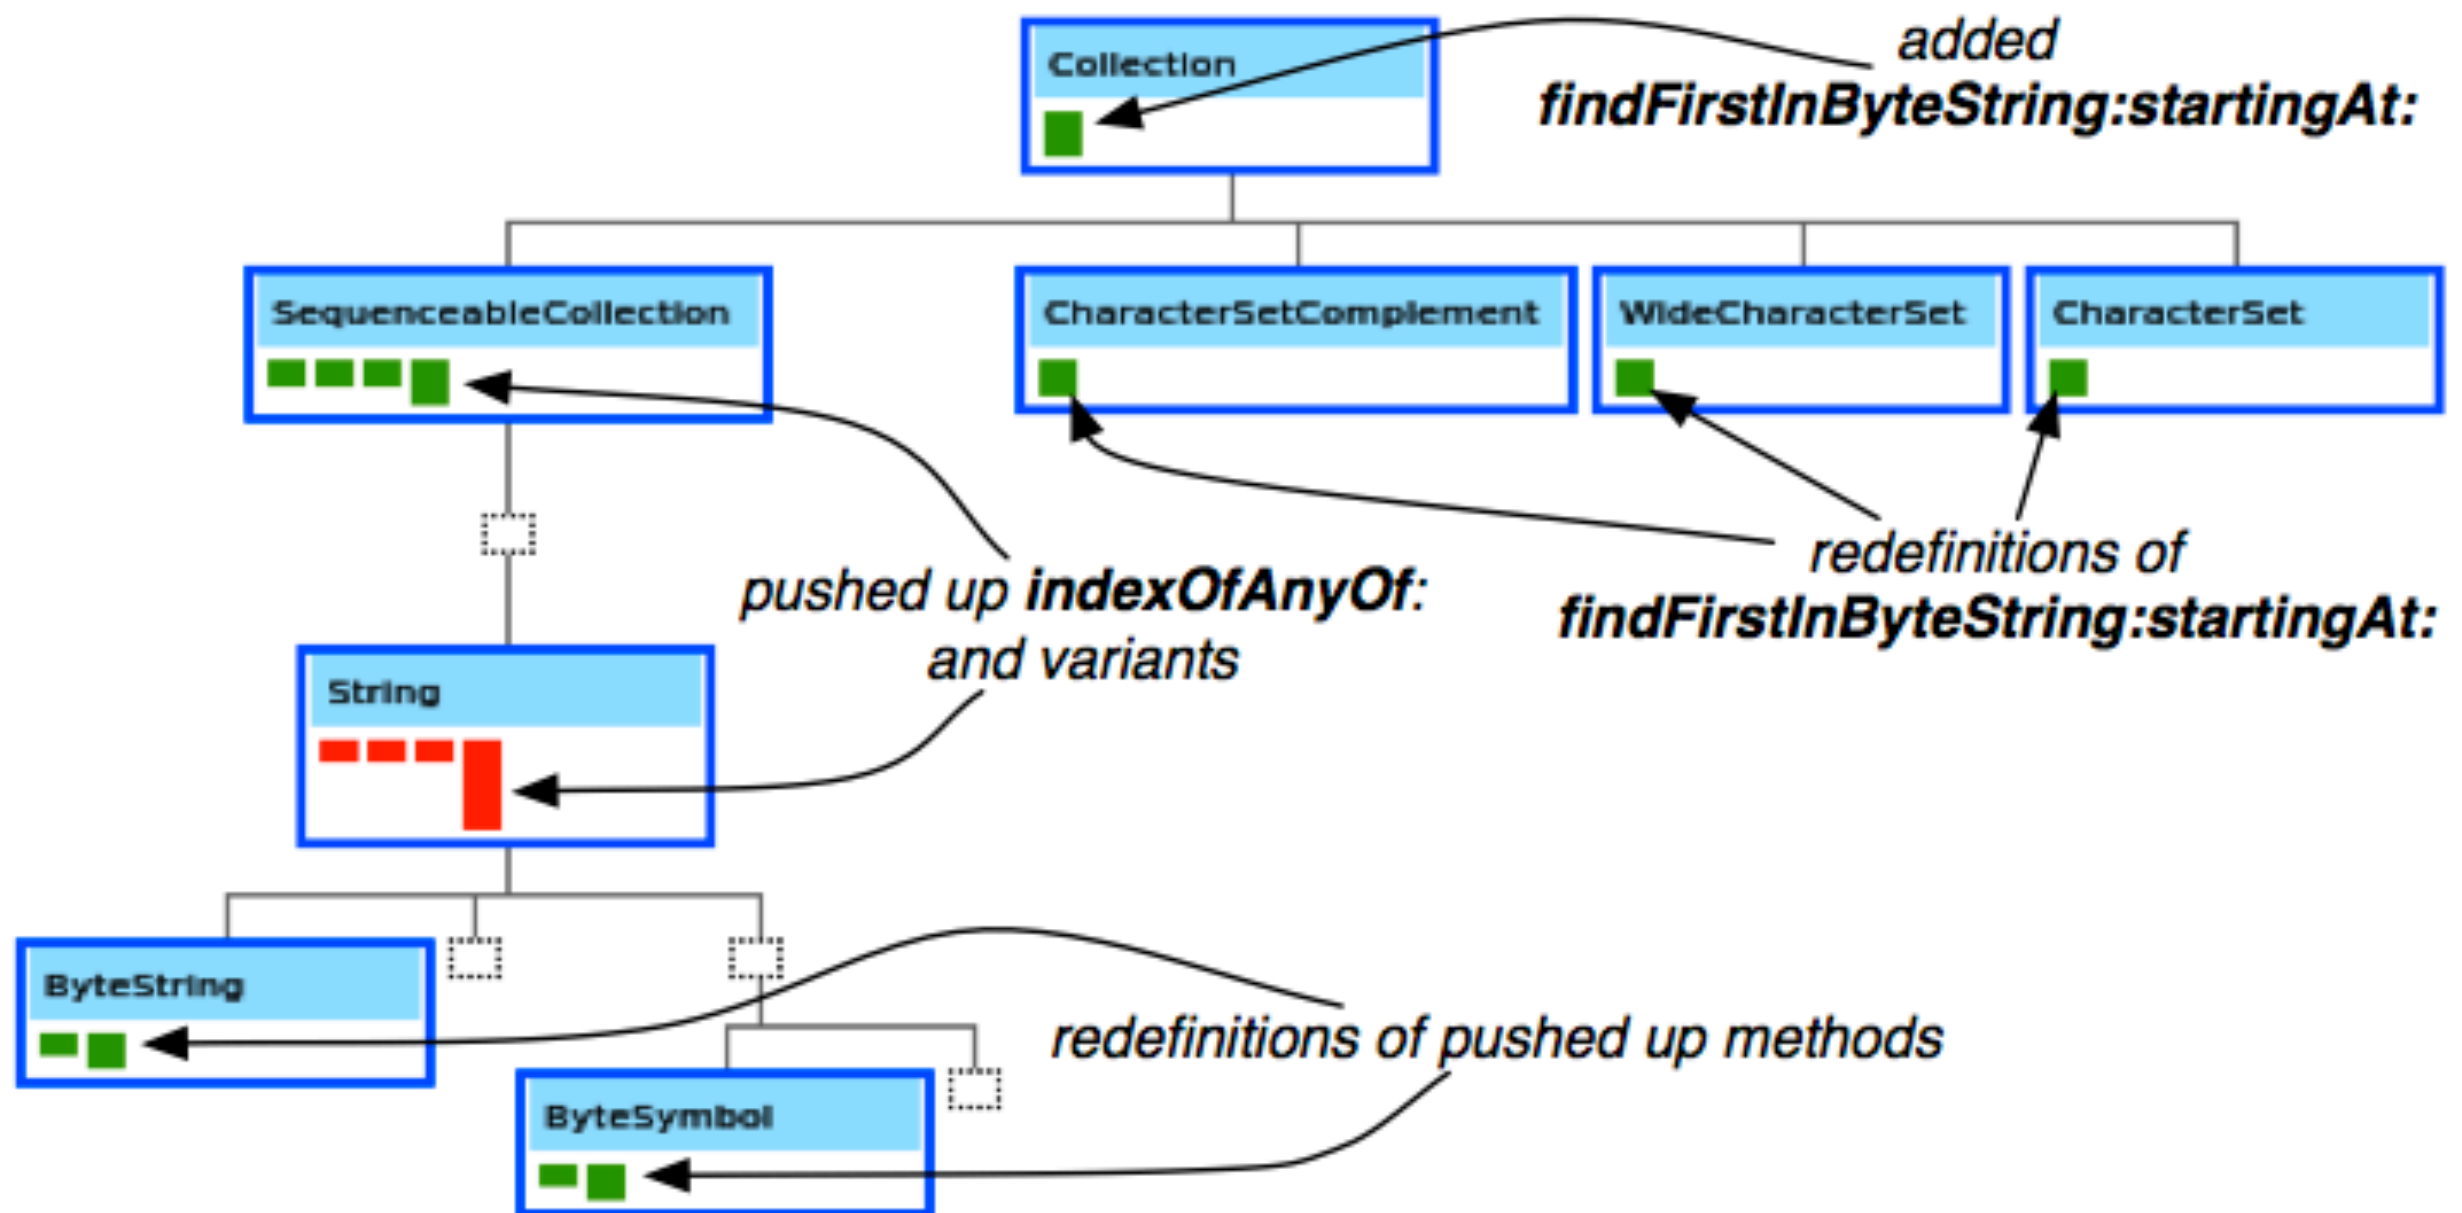 added
Collection
findFirstInByteString:startingAt:
SequenceableCollection
CharacterSetComplement
WideCharacterSet
CharacterSet
redefinitions of
findFirstInByteString:startingAt:
pushed up indexOfAnyOf:
and variants
String
ByteString
redefinitions of pushed up methods
ByteSymbol